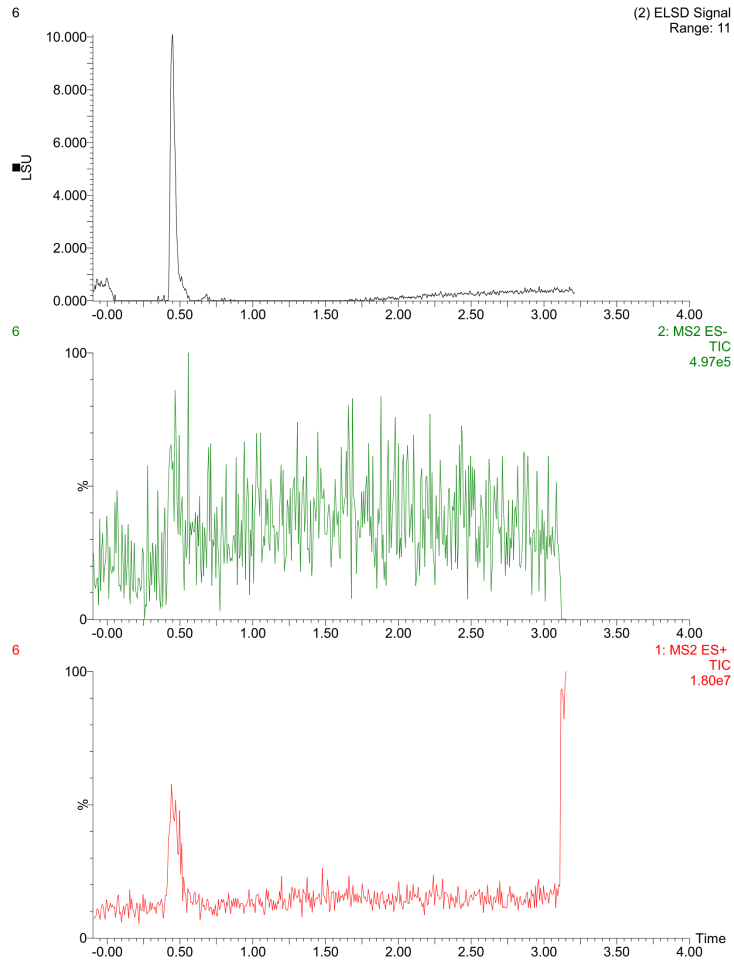 6
(2) ELSD Signal
Range: 11
10.000
8.000
6.000
LSU
4.000
2.000
0.000
-0.00 0.50 1.00 1.50 2.00 2.50 3.00 3.50 4.00
6
2: MS2 ES-
TIC
4.97e5
100
%
0
-0.00 0.50 1.00 1.50 2.00 2.50 3.00 3.50 4.00
6
1: MS2 ES+
TIC
1.80e7
100
%
0
Time
-0.00 0.50 1.00 1.50 2.00 2.50 3.00 3.50 4.00